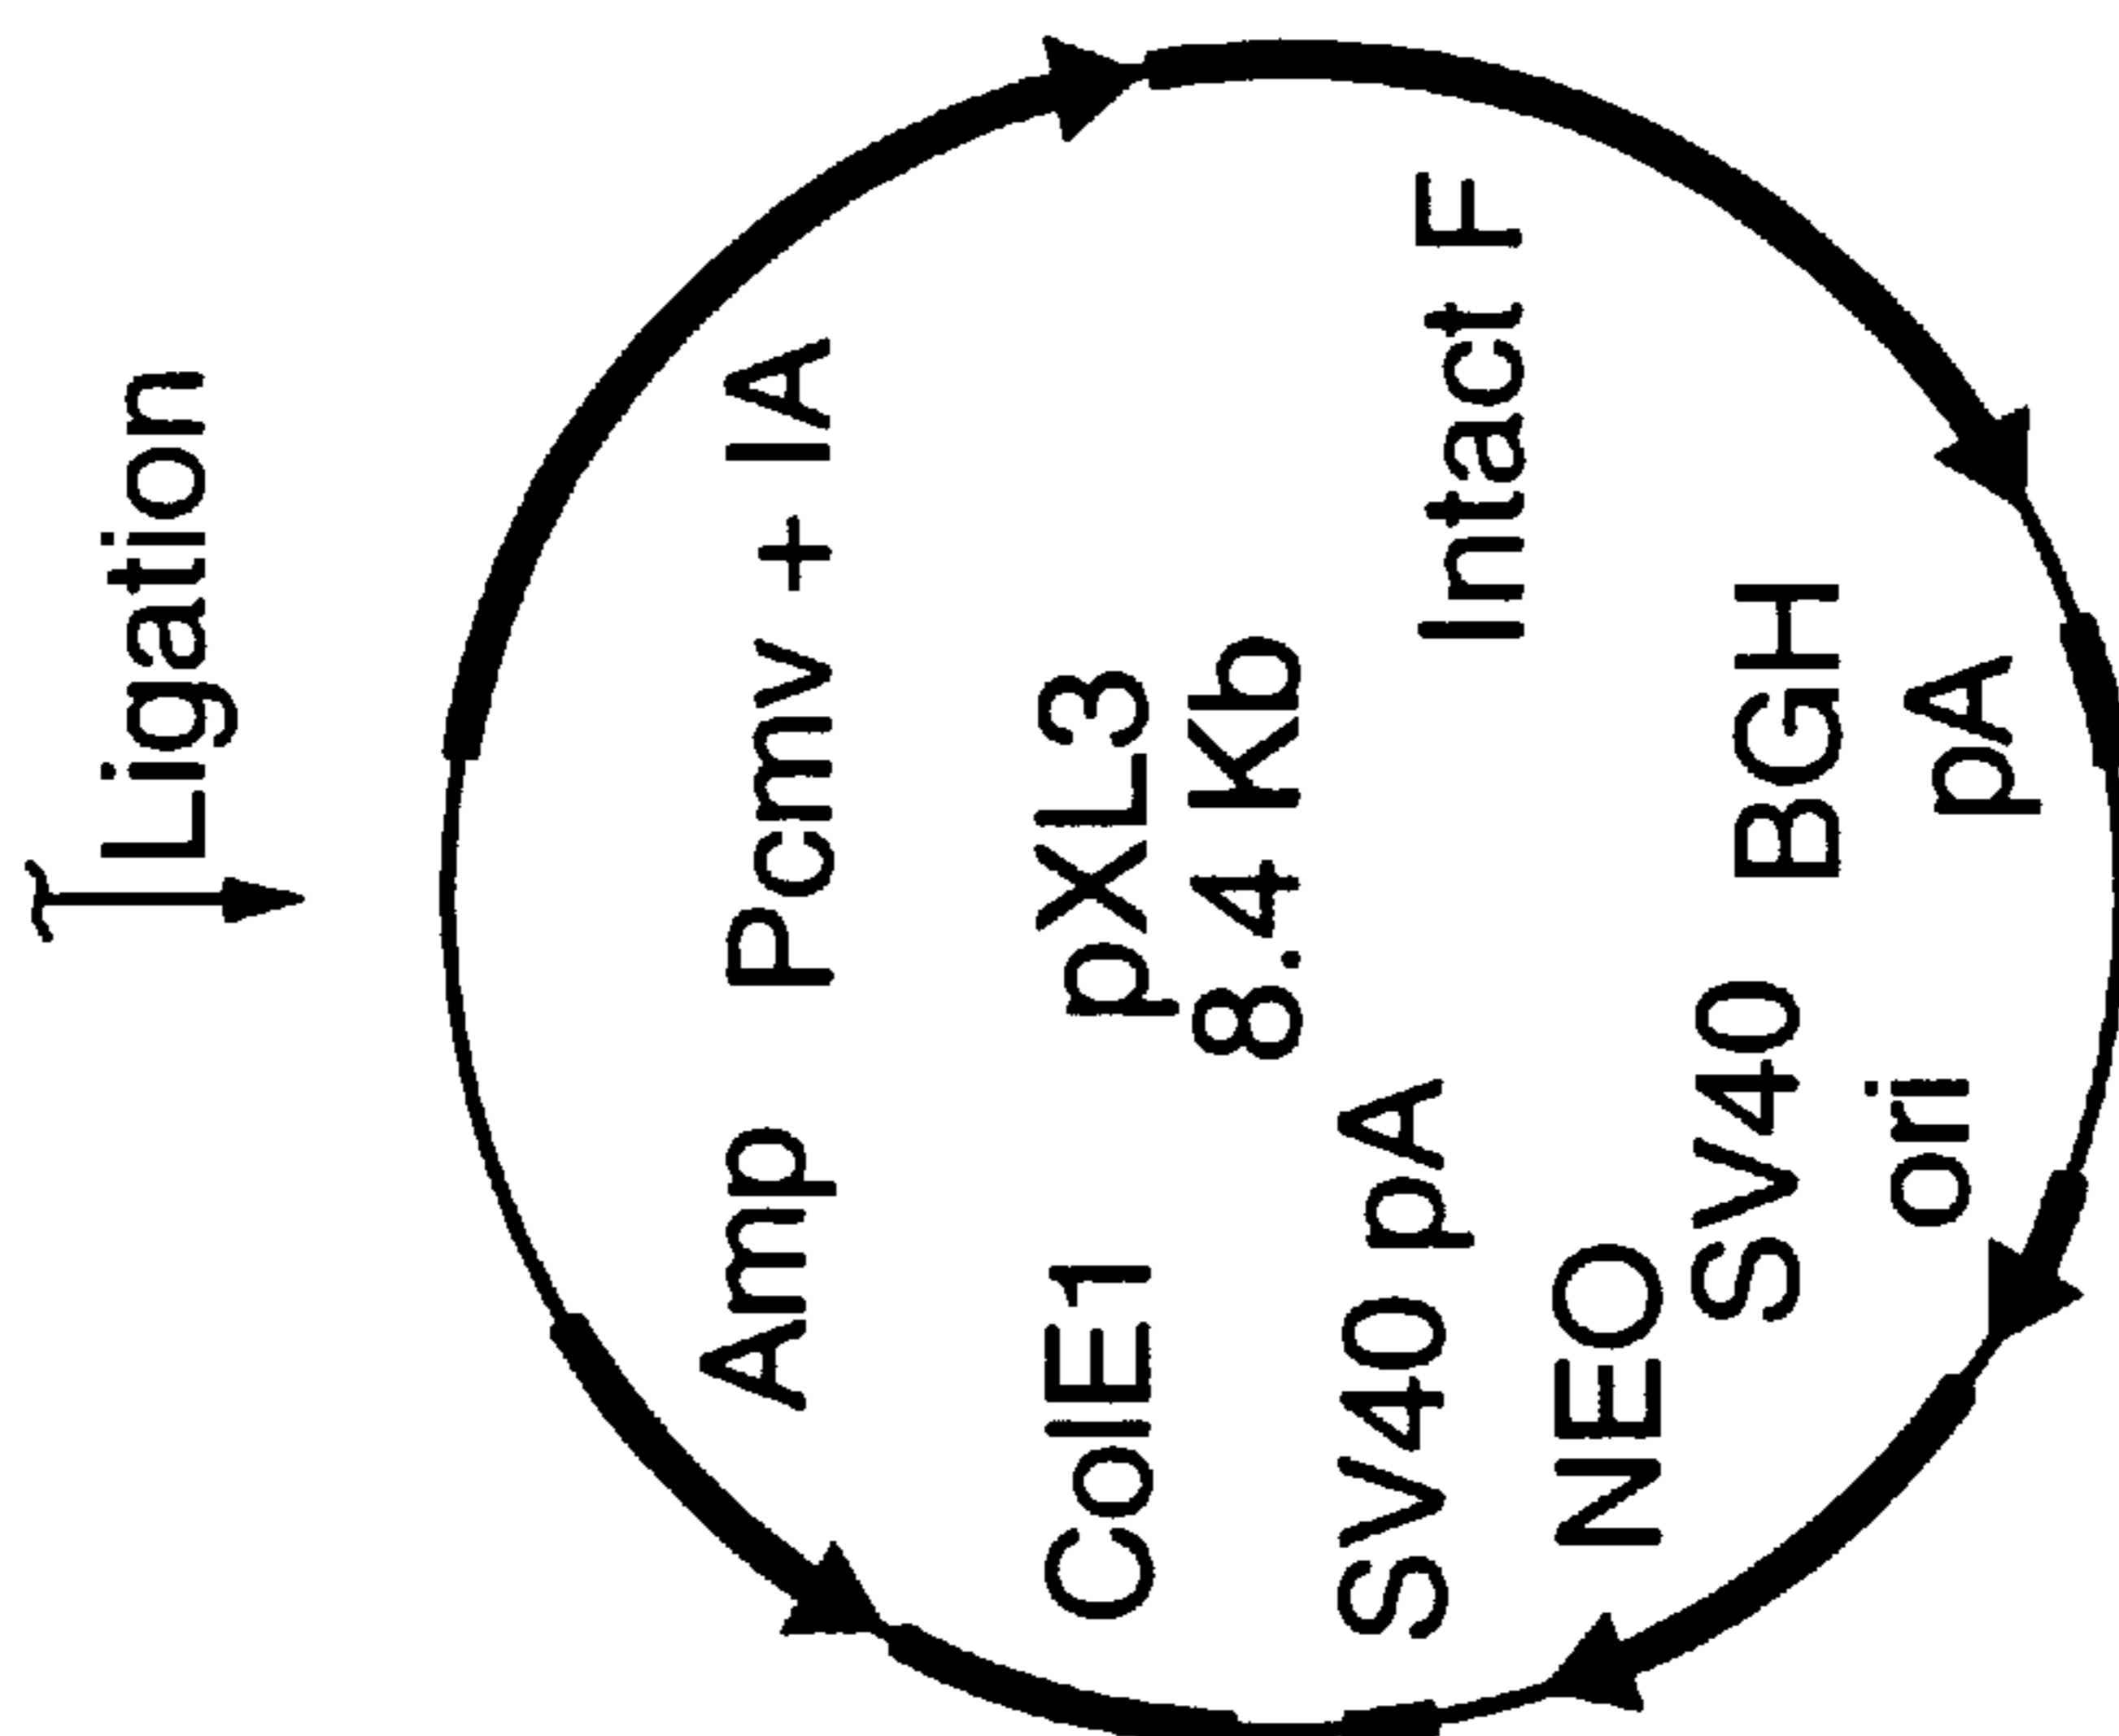 Ligation
Amp
Pcmv + IA
ColE1
pXL3
8.4 Kb
SV40 pA
Intact F
NEO
SV40
ori
BGH
pA